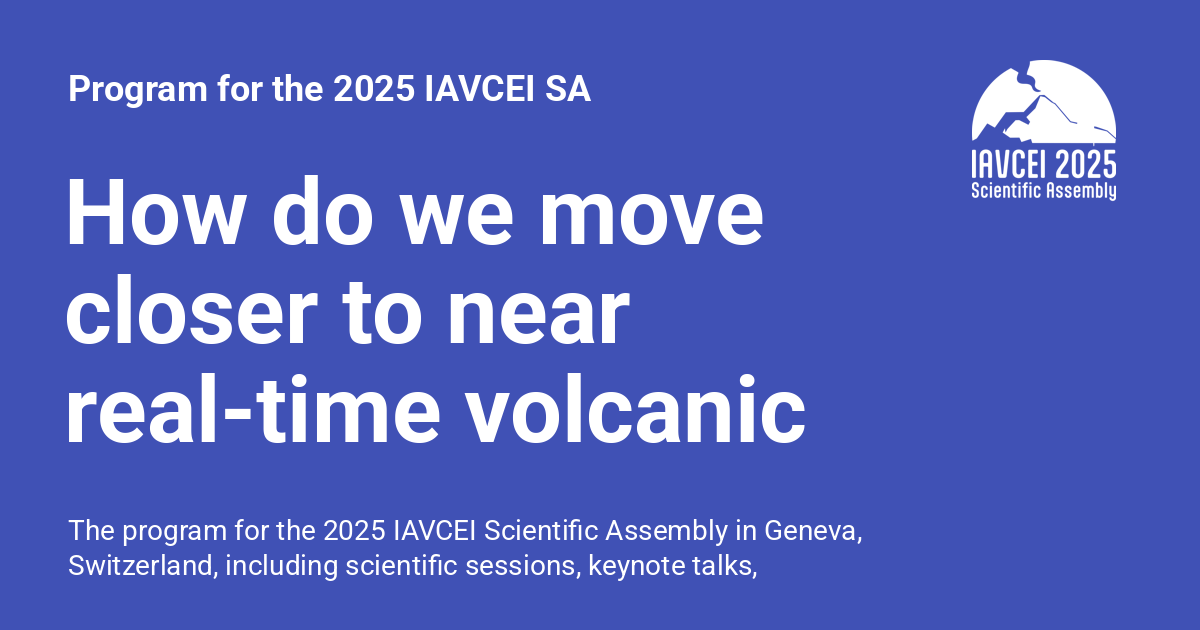 Program for the 2025 IAVCEI SA
IAVCEI 2025
Scientific Assembly
How do we move
closer to near
real-time volcanic
The program for the 2025 IAVCEI Scientific Assembly in Geneva,
Switzerland, including scientific sessions, keynote talks,